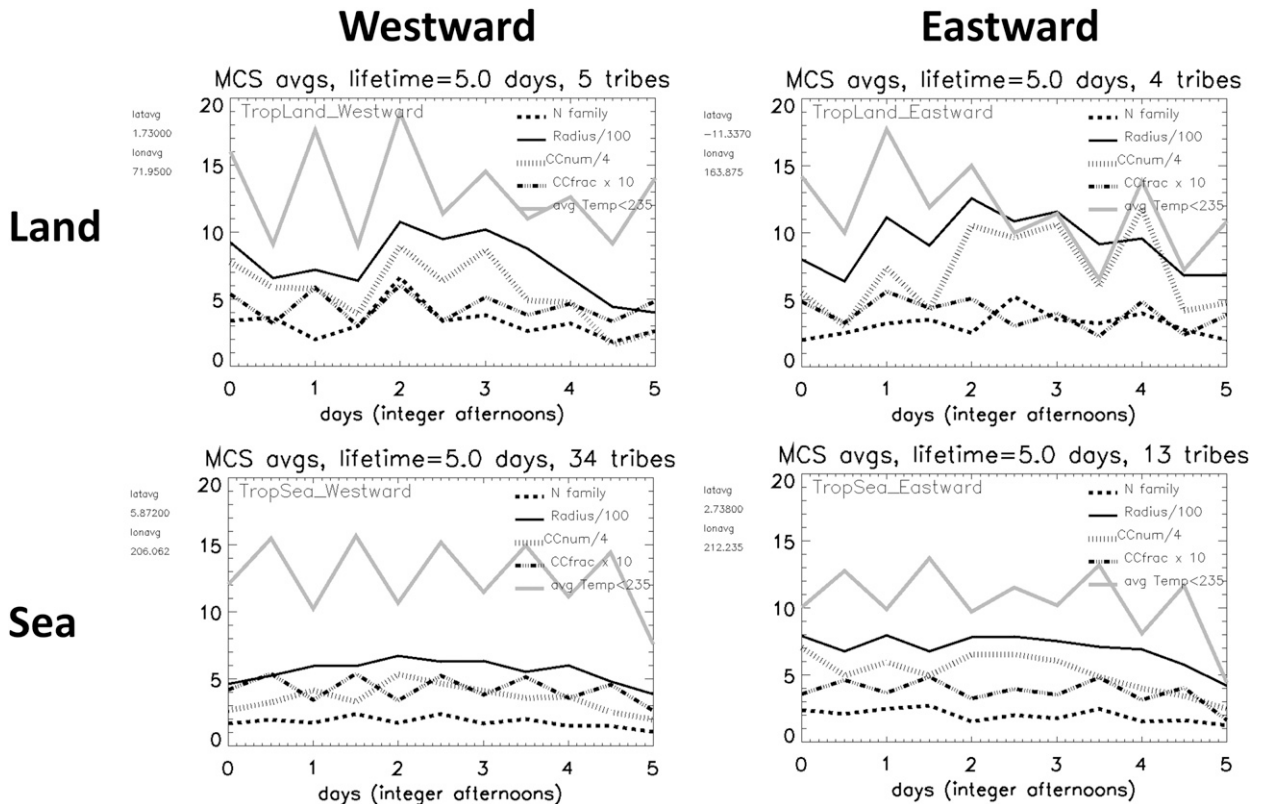 Westward
Eastward
Land
MCS avgs, lifetime=5.0 days, 5 tribes
latavg
1.73000
lonavg
71.9500
TropLand_Westward
N family
Radius/100
CCnum/4
CCfrac x 10
avg Temp<235
20
15
10
5
0
0 1 2 3 4 5
days (integer afternoons)
MCS avgs, lifetime=5.0 days, 4 tribes
latavg
-11.3370
lonavg
163.875
TropLand_Eastward
N family
Radius/100
CCnum/4
CCfrac x 10
avg Temp<235
20
15
10
5
0
0 1 2 3 4 5
days (integer afternoons)
Sea
MCS avgs, lifetime=5.0 days, 34 tribes
latavg
5.87200
lonavg
206.062
TropSea_Westward
N family
Radius/100
CCnum/4
CCfrac x 10
avg Temp<235
20
15
10
5
0
0 1 2 3 4 5
days (integer afternoons)
MCS avgs, lifetime=5.0 days, 13 tribes
latavg
2.73800
lonavg
212.235
TropSea_Eastward
N family
Radius/100
CCnum/4
CCfrac x 10
avg Temp<235
20
15
10
5
0
0 1 2 3 4 5
days (integer afternoons)